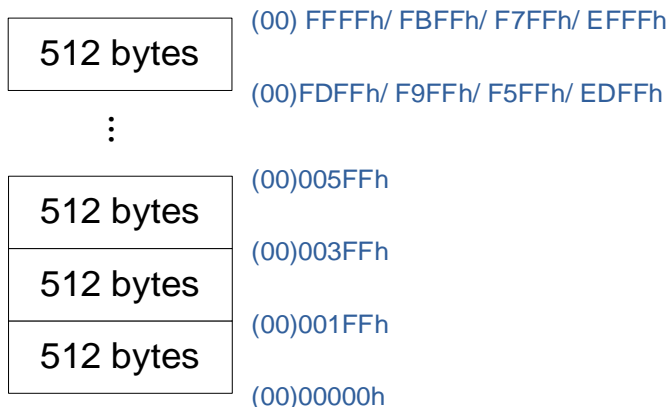 (00) FFFFh/ FBFFh/ F7FFh/ EFFFh
512 bytes
(00)FDFFh/ F9FFh/ F5FFh/ EDFFh
⋮
(00)005FFh
512 bytes
(00)003FFh
512 bytes
(00)001FFh
512 bytes
(00)00000h